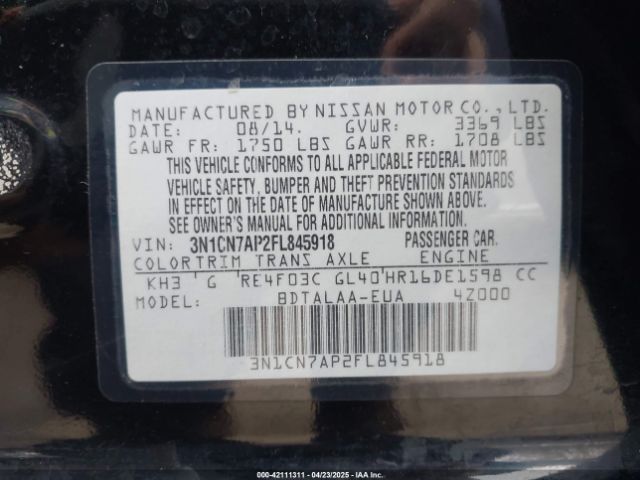 MANUFACTURED BY NISSAN MOTOR CO., LTD.
DATE: 08/14. GVWR: 3369 LBS
GAWR FR: 1750 LBS GAWR RR: 1708 LBS
THIS VEHICLE CONFORMS TO ALL APPLICABLE FEDERAL MOTOR
VEHICLE SAFETY, BUMPER AND THEFT PREVENTION STANDARDS
IN EFFECT ON THE DATE OF MANUFACTURE SHOWN ABOVE.
SEE OWNER'S MANUAL FOR ADDITIONAL INFORMATION.
VIN: 3N1CN7AP2FL845918 PASSENGER CAR.
COLOR TRIM TRANS AXLE ENGINE
KH3 G RE4F03C GL40 HR16DE1598 CC
MODEL: BDTALAA-EUA 4Z000
3N1CN7AP2FL845918
000-42111311 - 04/23/2025 - IAA Corp.